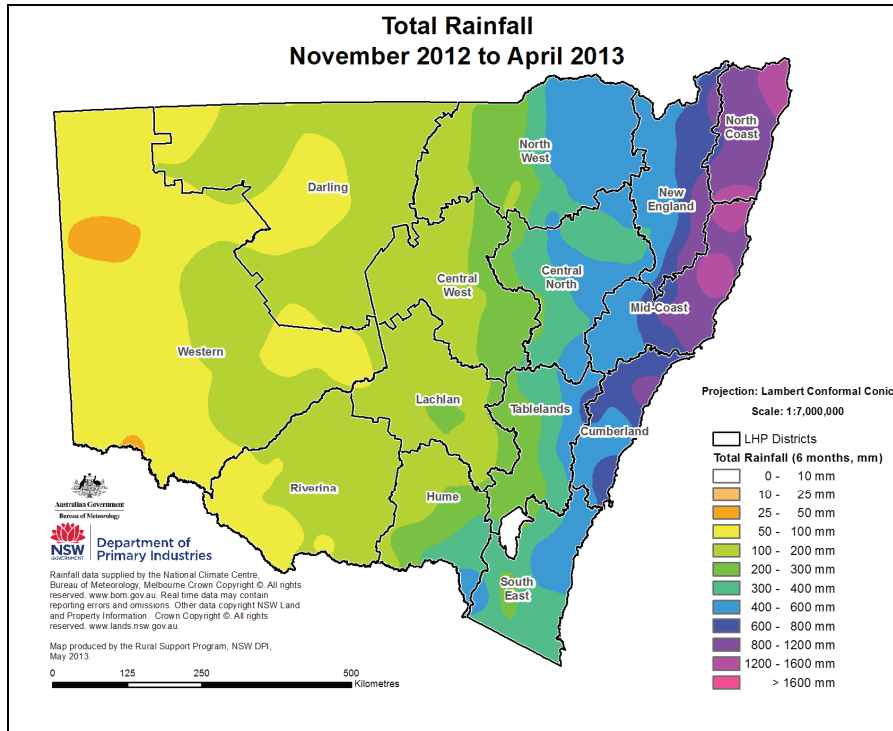 Total Rainfall
November 2012 to April 2013
North
Coast
North
West
Darling
New
England
Central
West
Central
North
Mid-Coast
Western
Lachlan
Tablelands
Cumberland
Riverina
Hume
South
East
Projection: Lambert Conformal Conic
Scale: 1:7,000,000
LHP Districts
Total Rainfall (6 months, mm)
0 - 10 mm
10 - 25 mm
25 - 50 mm
50 - 100 mm
100 - 200 mm
200 - 300 mm
300 - 400 mm
400 - 600 mm
600 - 800 mm
800 - 1200 mm
1200 - 1600 mm
> 1600 mm
Australian Government
Bureau of Meteorology
NSW
GOVERNMENT
Department of
Primary Industries
Rainfall data supplied by the National Climate Centre,
Bureau of Meteorology, Melbourne.Crown Copyright ©. All rights
reserved. www.bom.gov.au. Real time data may contain
reporting errors and omissions. Other data copyright NSW Land
and Property Information. Crown Copyright ©. All rights
reserved. www.lands.nsw.gov.au.
Map produced by the Rural Support Program, NSW DPI,
May 2013.
0 125 250 500
Kilometres